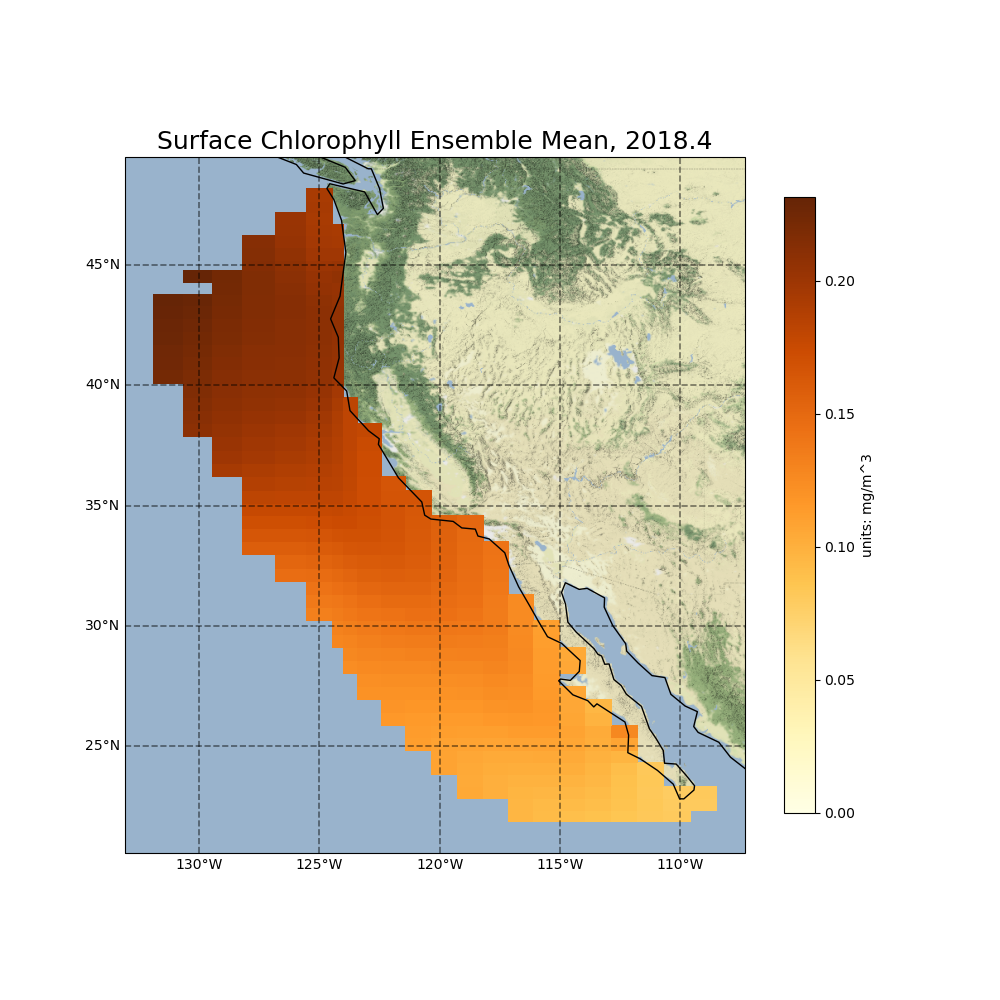 Surface Chlorophyll Ensemble Mean, 2018.4
45°N
40°N
35°N
30°N
25°N
130°W 125°W 120°W 115°W 110°W
0.20
0.15
0.10
0.05
0.00
units: mg/m^3